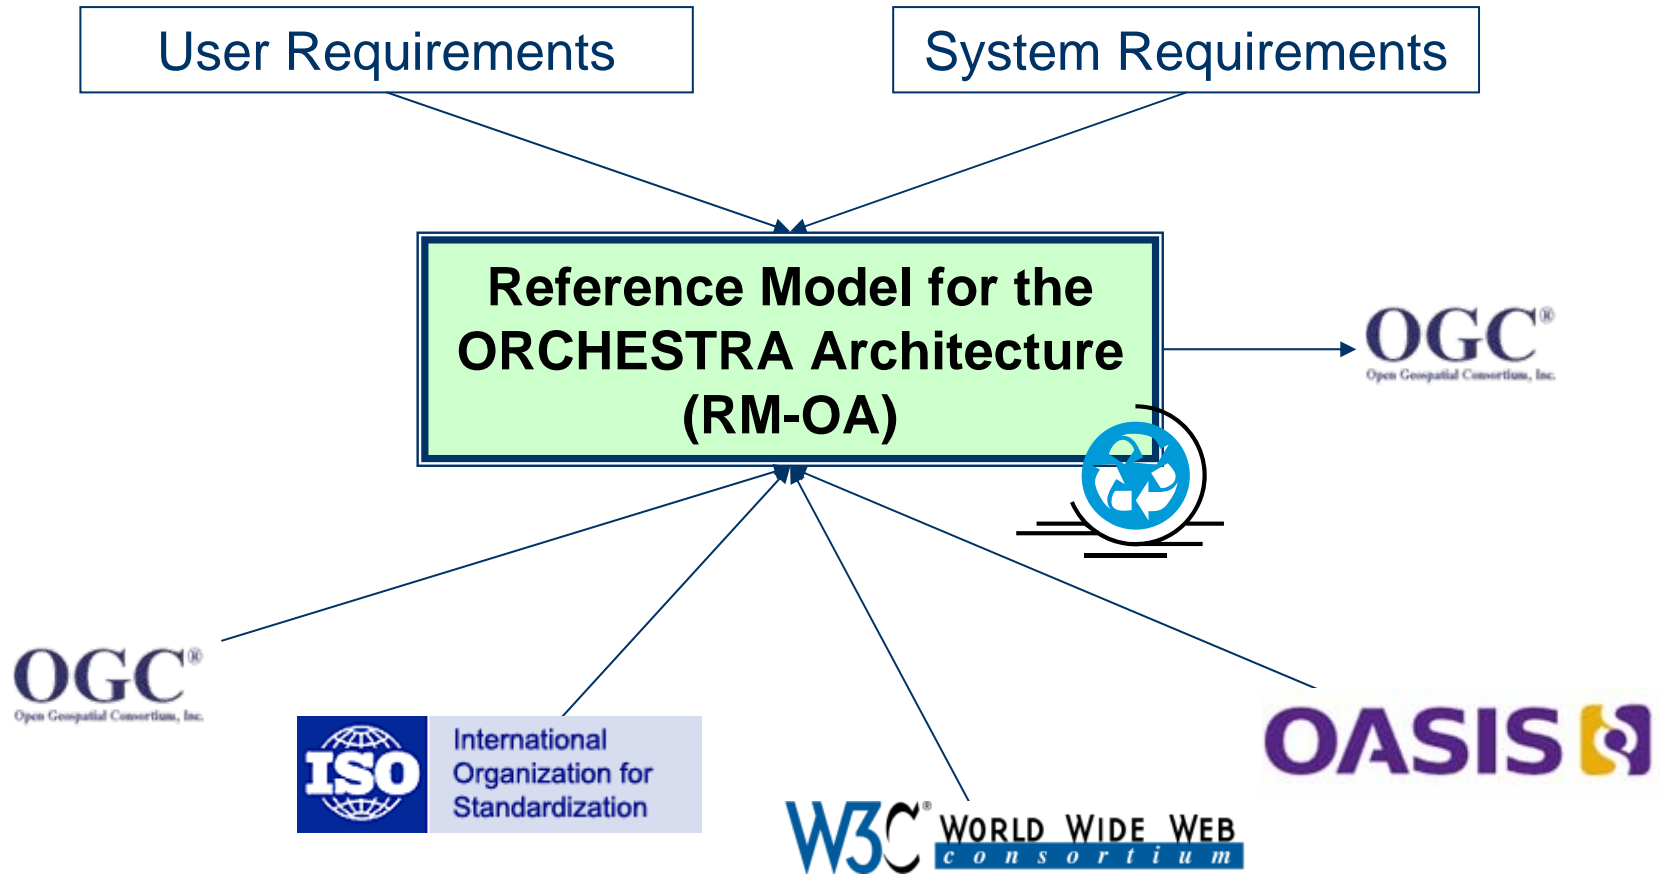 User Requirements
System Requirements
Reference Model for the
ORCHESTRA Architecture
(RM-OA)
OGC®
Open Geospatial Consortium, Inc.
OGC®
Open Geospatial Consortium, Inc.
ISO
International
Organization for
Standardization
W3C® WORLD WIDE WEB
consortium
OASIS